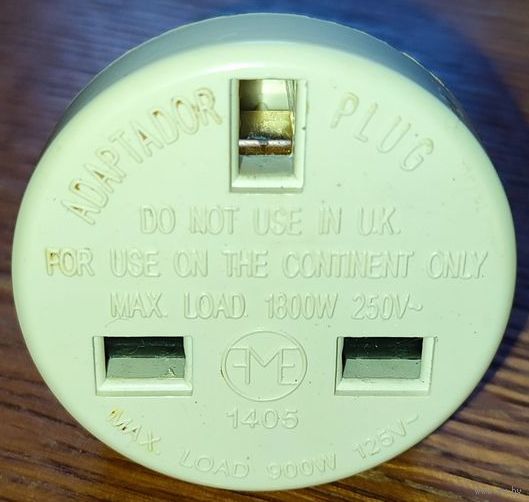 ADAPTADOR PLUG
DO NOT USE IN U.K.
FOR USE ON THE CONTINENT ONLY.
MAX. LOAD 1800W 250V~
FME
1405
MAX. LOAD 900W 125V~